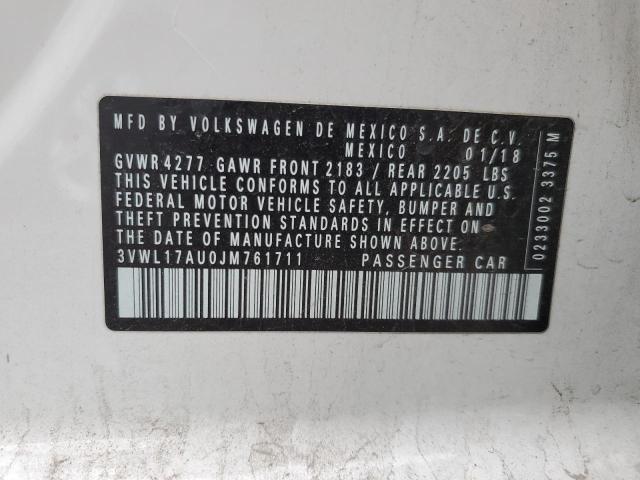 MFD BY VOLKSWAGEN DE MEXICO S.A. DE C.V.
MEXICO 01/18
GVWR 4277 GAWR FRONT 2183 / REAR 2205 LBS
THIS VEHICLE CONFORMS TO ALL APPLICABLE U.S.
FEDERAL MOTOR VEHICLE SAFETY, BUMPER AND
THEFT PREVENTION STANDARDS IN EFFECT ON
THE DATE OF MANUFACTURE SHOWN ABOVE.
3VWL17AU0JM761711 PASSENGER CAR
0233002 3375 M